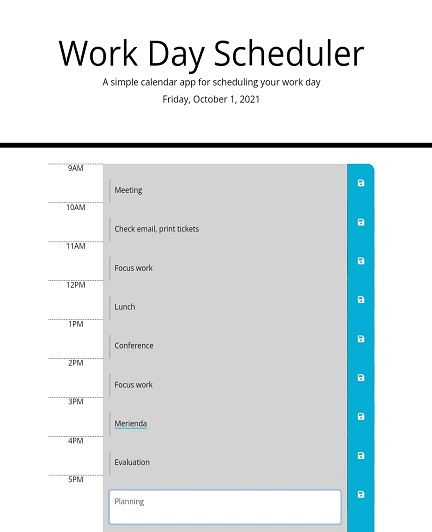 Work Day Scheduler
A simple calendar app for scheduling your work day
Friday, October 1, 2021
9AM
Meeting
10AM
Check email, print tickets
11AM
Focus work
12PM
Lunch
1PM
Conference
2PM
Focus work
3PM
Merienda
4PM
Evaluation
5PM
Planning